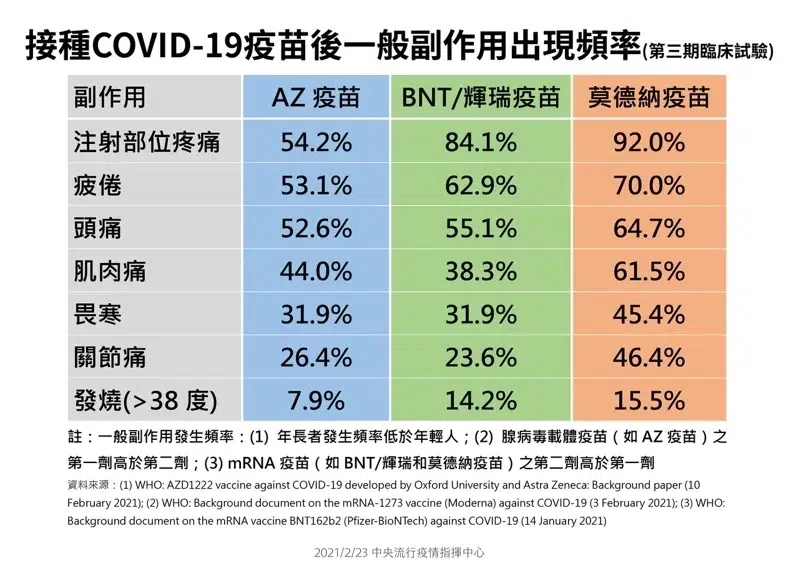 接種COVID-19疫苗後一般副作用出現頻率(第三期臨床試驗)
副作用 AZ 疫苗 BNT/輝瑞疫苗 莫德納疫苗
注射部位疼痛 54.2% 84.1% 92.0%
疲倦 53.1% 62.9% 70.0%
頭痛 52.6% 55.1% 64.7%
肌肉痛 44.0% 38.3% 61.5%
畏寒 31.9% 31.9% 45.4%
關節痛 26.4% 23.6% 46.4%
發燒(>38 度) 7.9% 14.2% 15.5%
註：一般副作用發生頻率：(1) 年長者發生頻率低於年輕人；(2) 腺病毒載體疫苗（如 AZ 疫苗）之
第一劑高於第二劑；(3) mRNA 疫苗（如 BNT/輝瑞和莫德納疫苗）之第二劑高於第一劑
資料來源：(1) WHO: AZD1222 vaccine against COVID-19 developed by Oxford University and Astra Zeneca: Background paper (10
February 2021); (2) WHO: Background document on the mRNA-1273 vaccine (Moderna) against COVID-19 (3 February 2021); (3) WHO:
Background document on the mRNA vaccine BNT162b2 (Pfizer-BioNTech) against COVID-19 (14 January 2021)
2021/2/23 中央流行疫情指揮中心